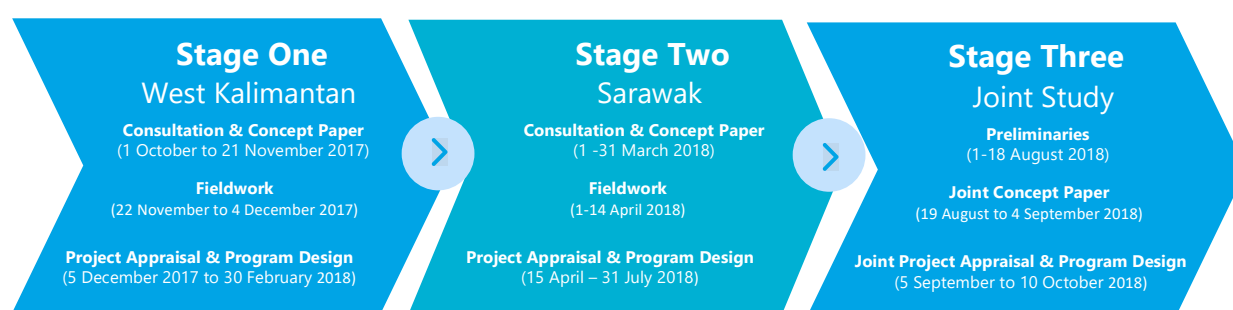 Stage One
West Kalimantan
Consultation & Concept Paper
(1 October to 21 November 2017)
Fieldwork
(22 November to 4 December 2017)
Project Appraisal & Program Design
(5 December 2017 to 30 February 2018)
Stage Two
Sarawak
Consultation & Concept Paper
(1 -31 March 2018)
Fieldwork
(1-14 April 2018)
Project Appraisal & Program Design
(15 April – 31 July 2018)
Stage Three
Joint Study
Preliminaries
(1-18 August 2018)
Joint Concept Paper
(19 August to 4 September 2018)
Joint Project Appraisal & Program Design
(5 September to 10 October 2018)